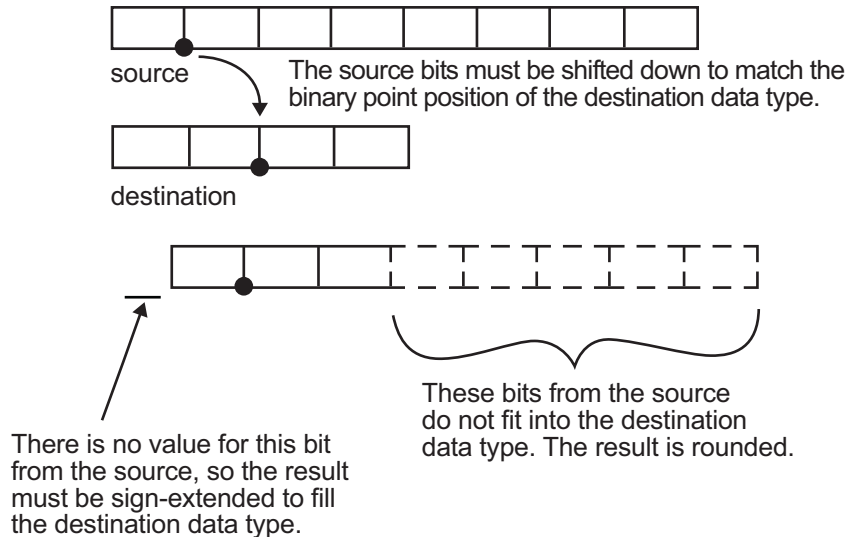 source
The source bits must be shifted down to match the
binary point position of the destination data type.
destination
These bits from the source
do not fit into the destination
data type. The result is rounded.
There is no value for this bit
from the source, so the result
must be sign-extended to fill
the destination data type.